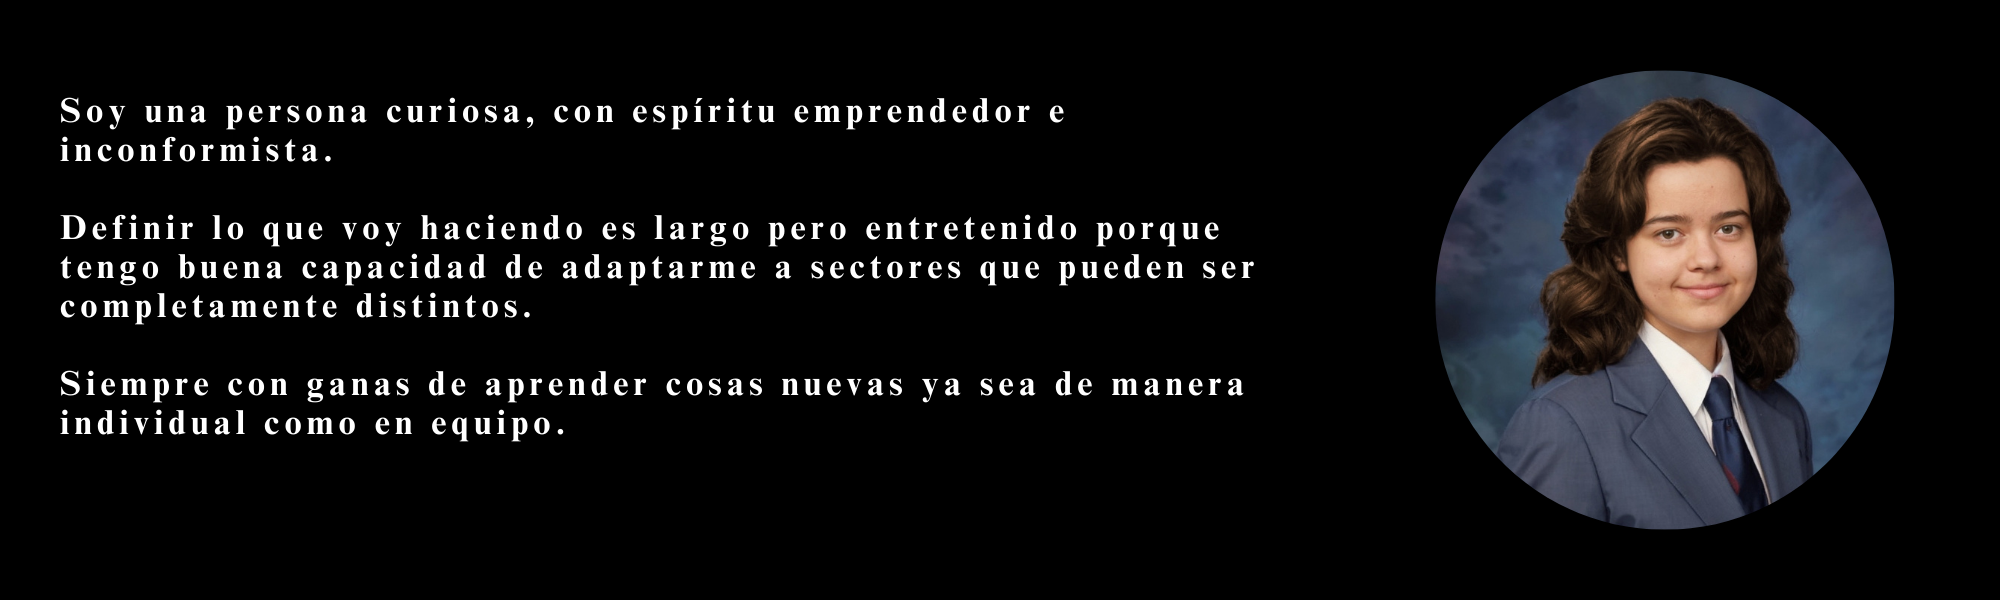 Soy una persona curiosa, con espíritu emprendedor e
inconformista.
Definir lo que voy haciendo es largo pero entretenido porque
tengo buena capacidad de adaptarme a sectores que pueden ser
completamente distintos.
Siempre con ganas de aprender cosas nuevas ya sea de manera
individual como en equipo.